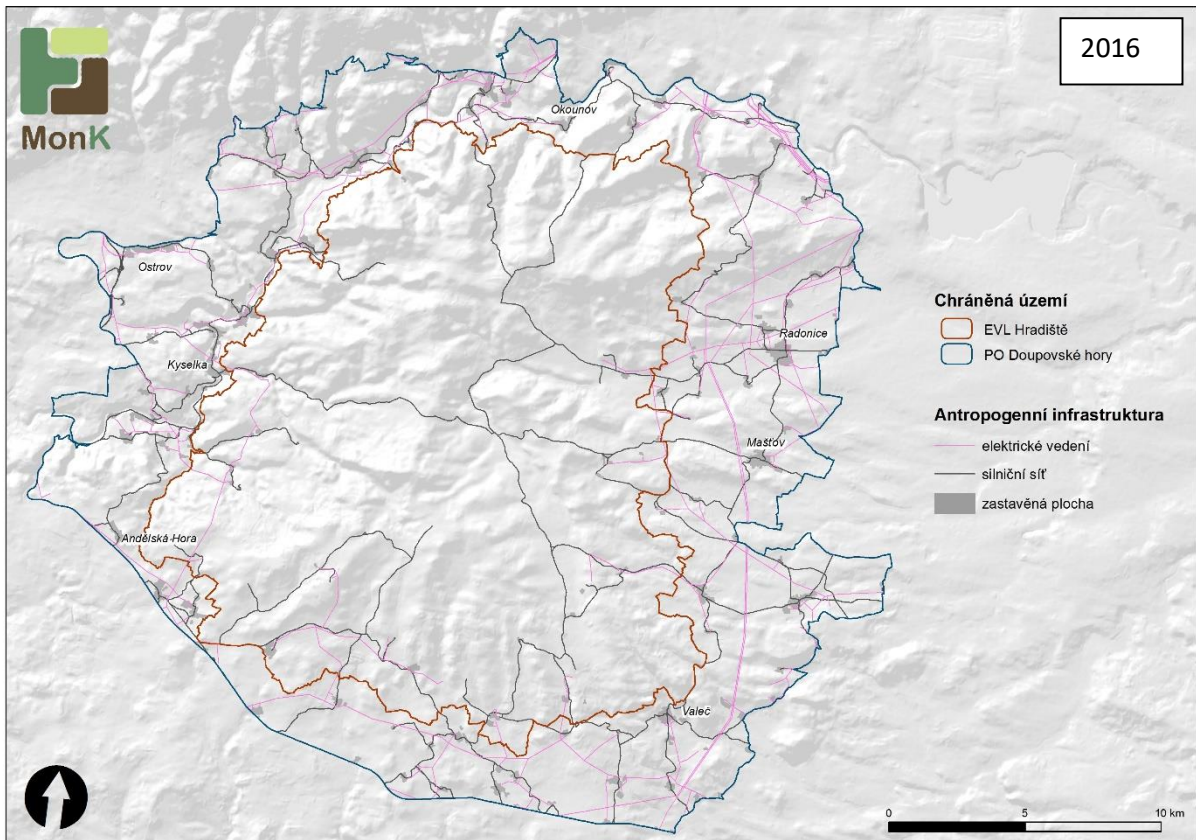 2016
MonK
Okounov
Ostrov
Kyselka
Radonice
Mašťov
Andělská Hora
Valeč
Chráněná území
EVL Hradiště
PO Doupovské hory
Antropogenní infrastruktura
elektrické vedení
silniční síť
zastavěná plocha
0 5 10 km